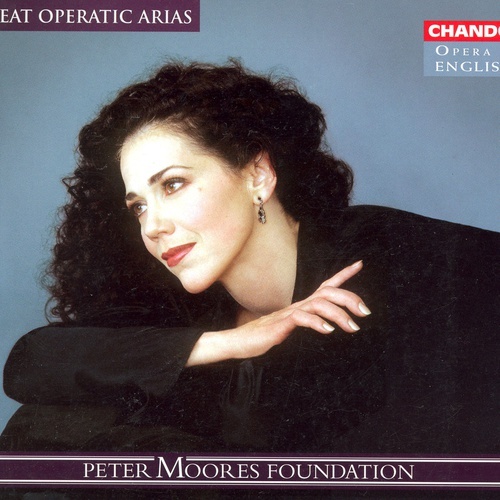 EAT OPERATIC ARIAS
CHANDO
OPERA
ENGLIS
PETER MOORES FOUNDATION